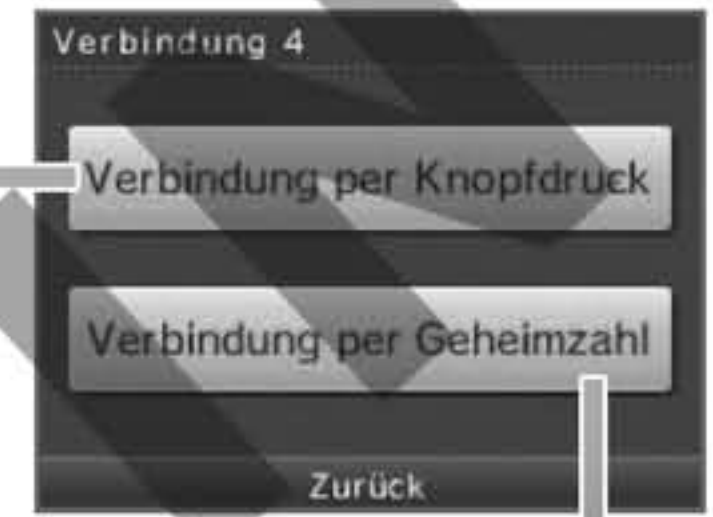 Verbindung 4
Verbindung per Knopfdruck
Verbindung per Geheimzahl
Zurück